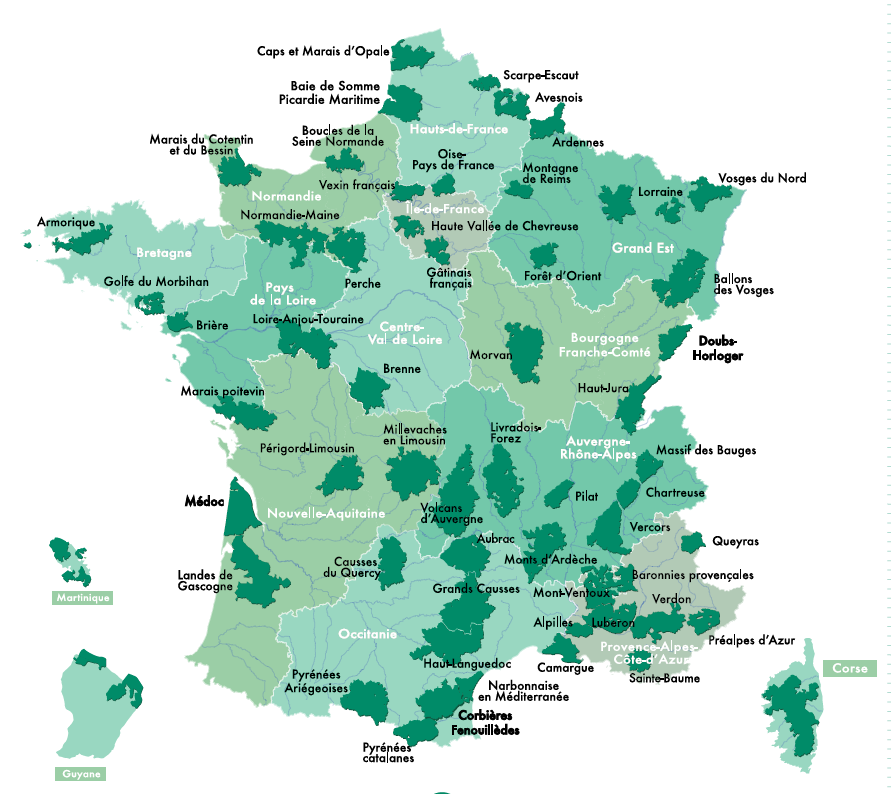 Caps et Marais d'Opale
Scarpe-Escaut
Baie de Somme
Picardie Maritime
Avesnois
Hauts-de-France
Ardennes
Boucles de la
Seine Normande
Marais du Cotentin
et du Bessin
Oise-
Pays de France
Montagne
de Reims
Vosges du Nord
Lorraine
Vexin français
Normandie
Île-de-France
Normandie-Maine
Haute Vallée de Chevreuse
Armorique
Bretagne
Grand Est
Golfe du Morbihan
Perche
Gâtinais
français
Forêt d'Orient
Ballons
des Vosges
Pays
de la Loire
Brière
Loire-Anjou-Touraine
Centre-
Val de Loire
Bourgogne
Franche-Comté
Doubs-
Horloger
Morvan
Brenne
Haut-Jura
Marais poitevin
Millevaches
en Limousin
Livradois-
Forez
Auvergne-
Rhône-Alpes
Périgord-Limousin
Massif des Bauges
Médoc
Nouvelle-Aquitaine
Volcans
d'Auvergne
Pilat
Chartreuse
Vercors
Aubrac
Queyras
Causses
du Quercy
Monts d'Ardèche
Landes de
Gascogne
Baronnies provençales
Grands Causses
Mont-Ventoux
Verdon
Martinique
Alpilles
Luberon
Occitanie
Préalpes d'Azur
Provence-Alpes-
Côte-d'Azur
Haut-Languedoc
Camargue
Sainte-Baume
Corse
Pyrénées
Ariégeoises
Narbonnaise
en Méditerranée
Corbières
Fenouillèdes
Pyrénées
catalanes
Guyane